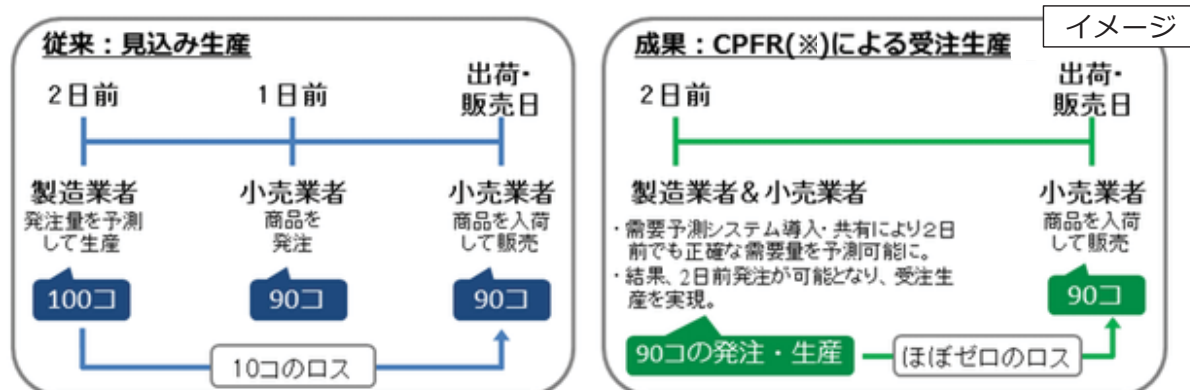 イメージ
従来：見込み生産
2日前
1日前
出荷・
販売日
製造業者
発注量を予測
して生産
小売業者
商品を
発注
小売業者
商品を入荷
して販売
100コ
90コ
90コ
10コのロス
成果：CPFR(※)による受注生産
2日前
出荷・
販売日
製造業者＆小売業者
・需要予測システム導入・共有により2日
前でも正確な需要量を予測可能に。
・結果、2日前発注が可能となり、受注生
産を実現。
小売業者
商品を入荷
して販売
90コ
90コの発注・生産
ほぼゼロのロス